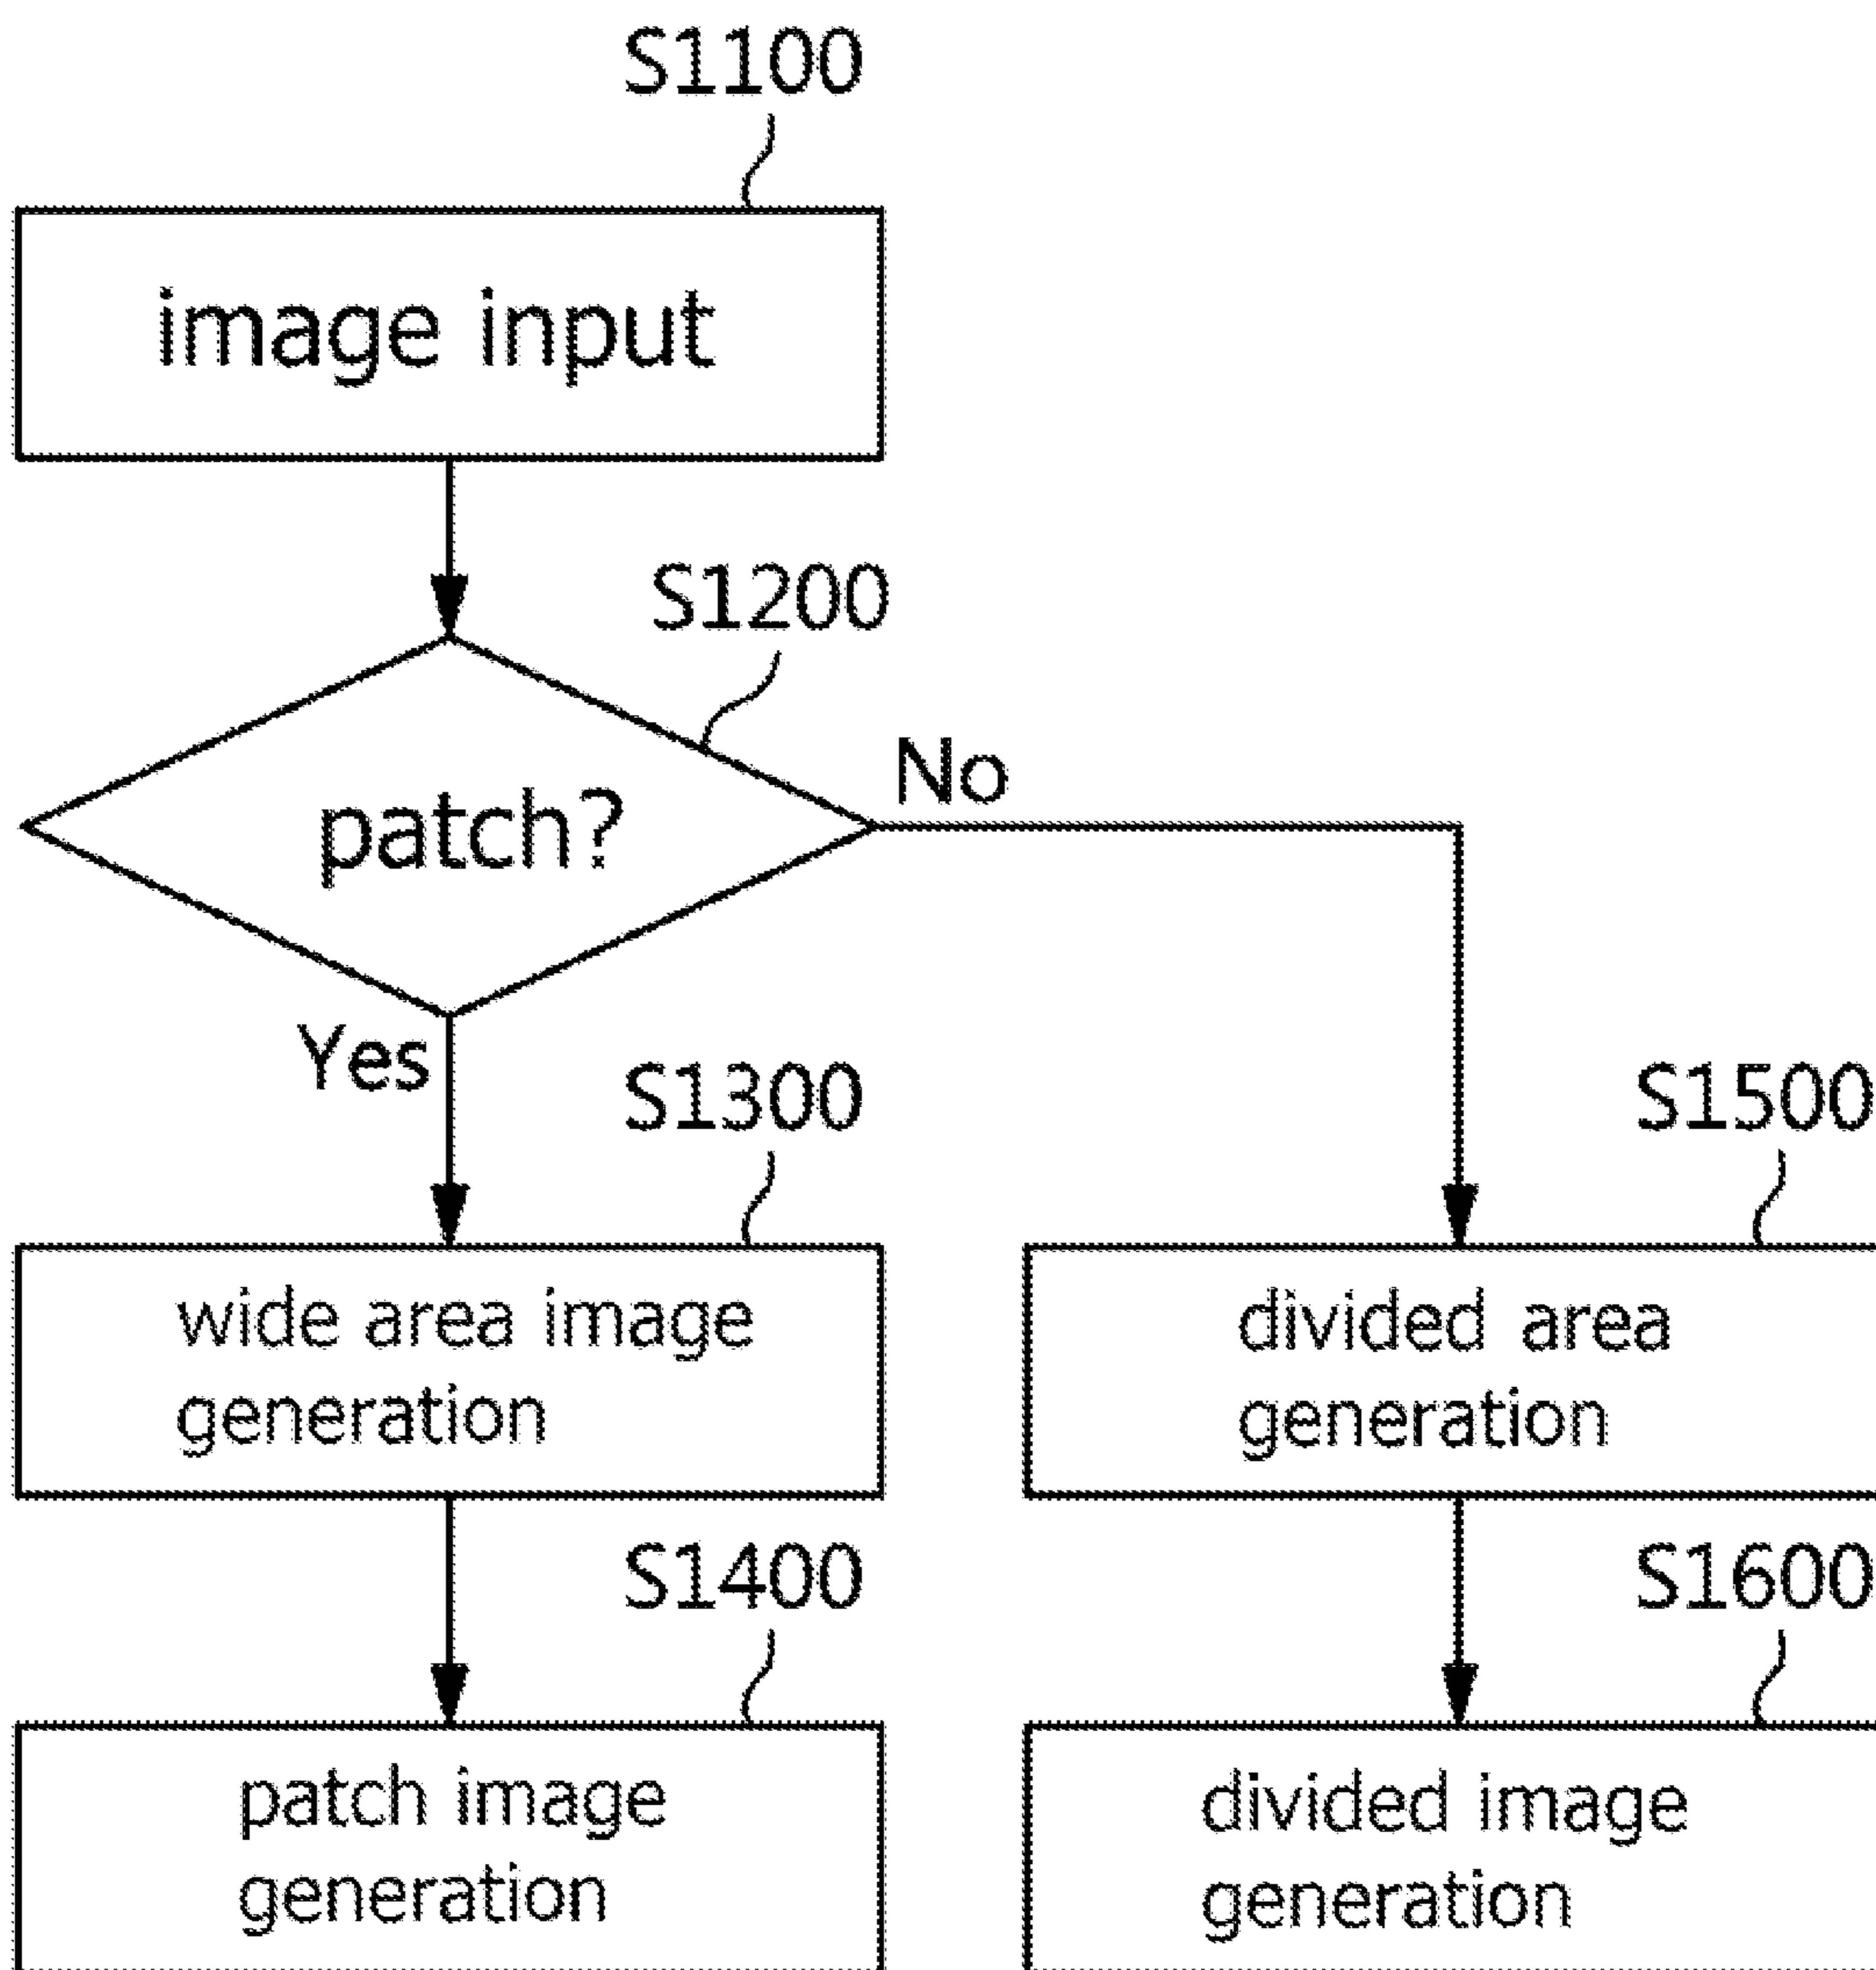 S1100
image input
S1200
patch?
No
Yes
S1300
wide area image
generation
S1400
patch image
generation
S1500
divided area
generation
S1600
divided image
generation